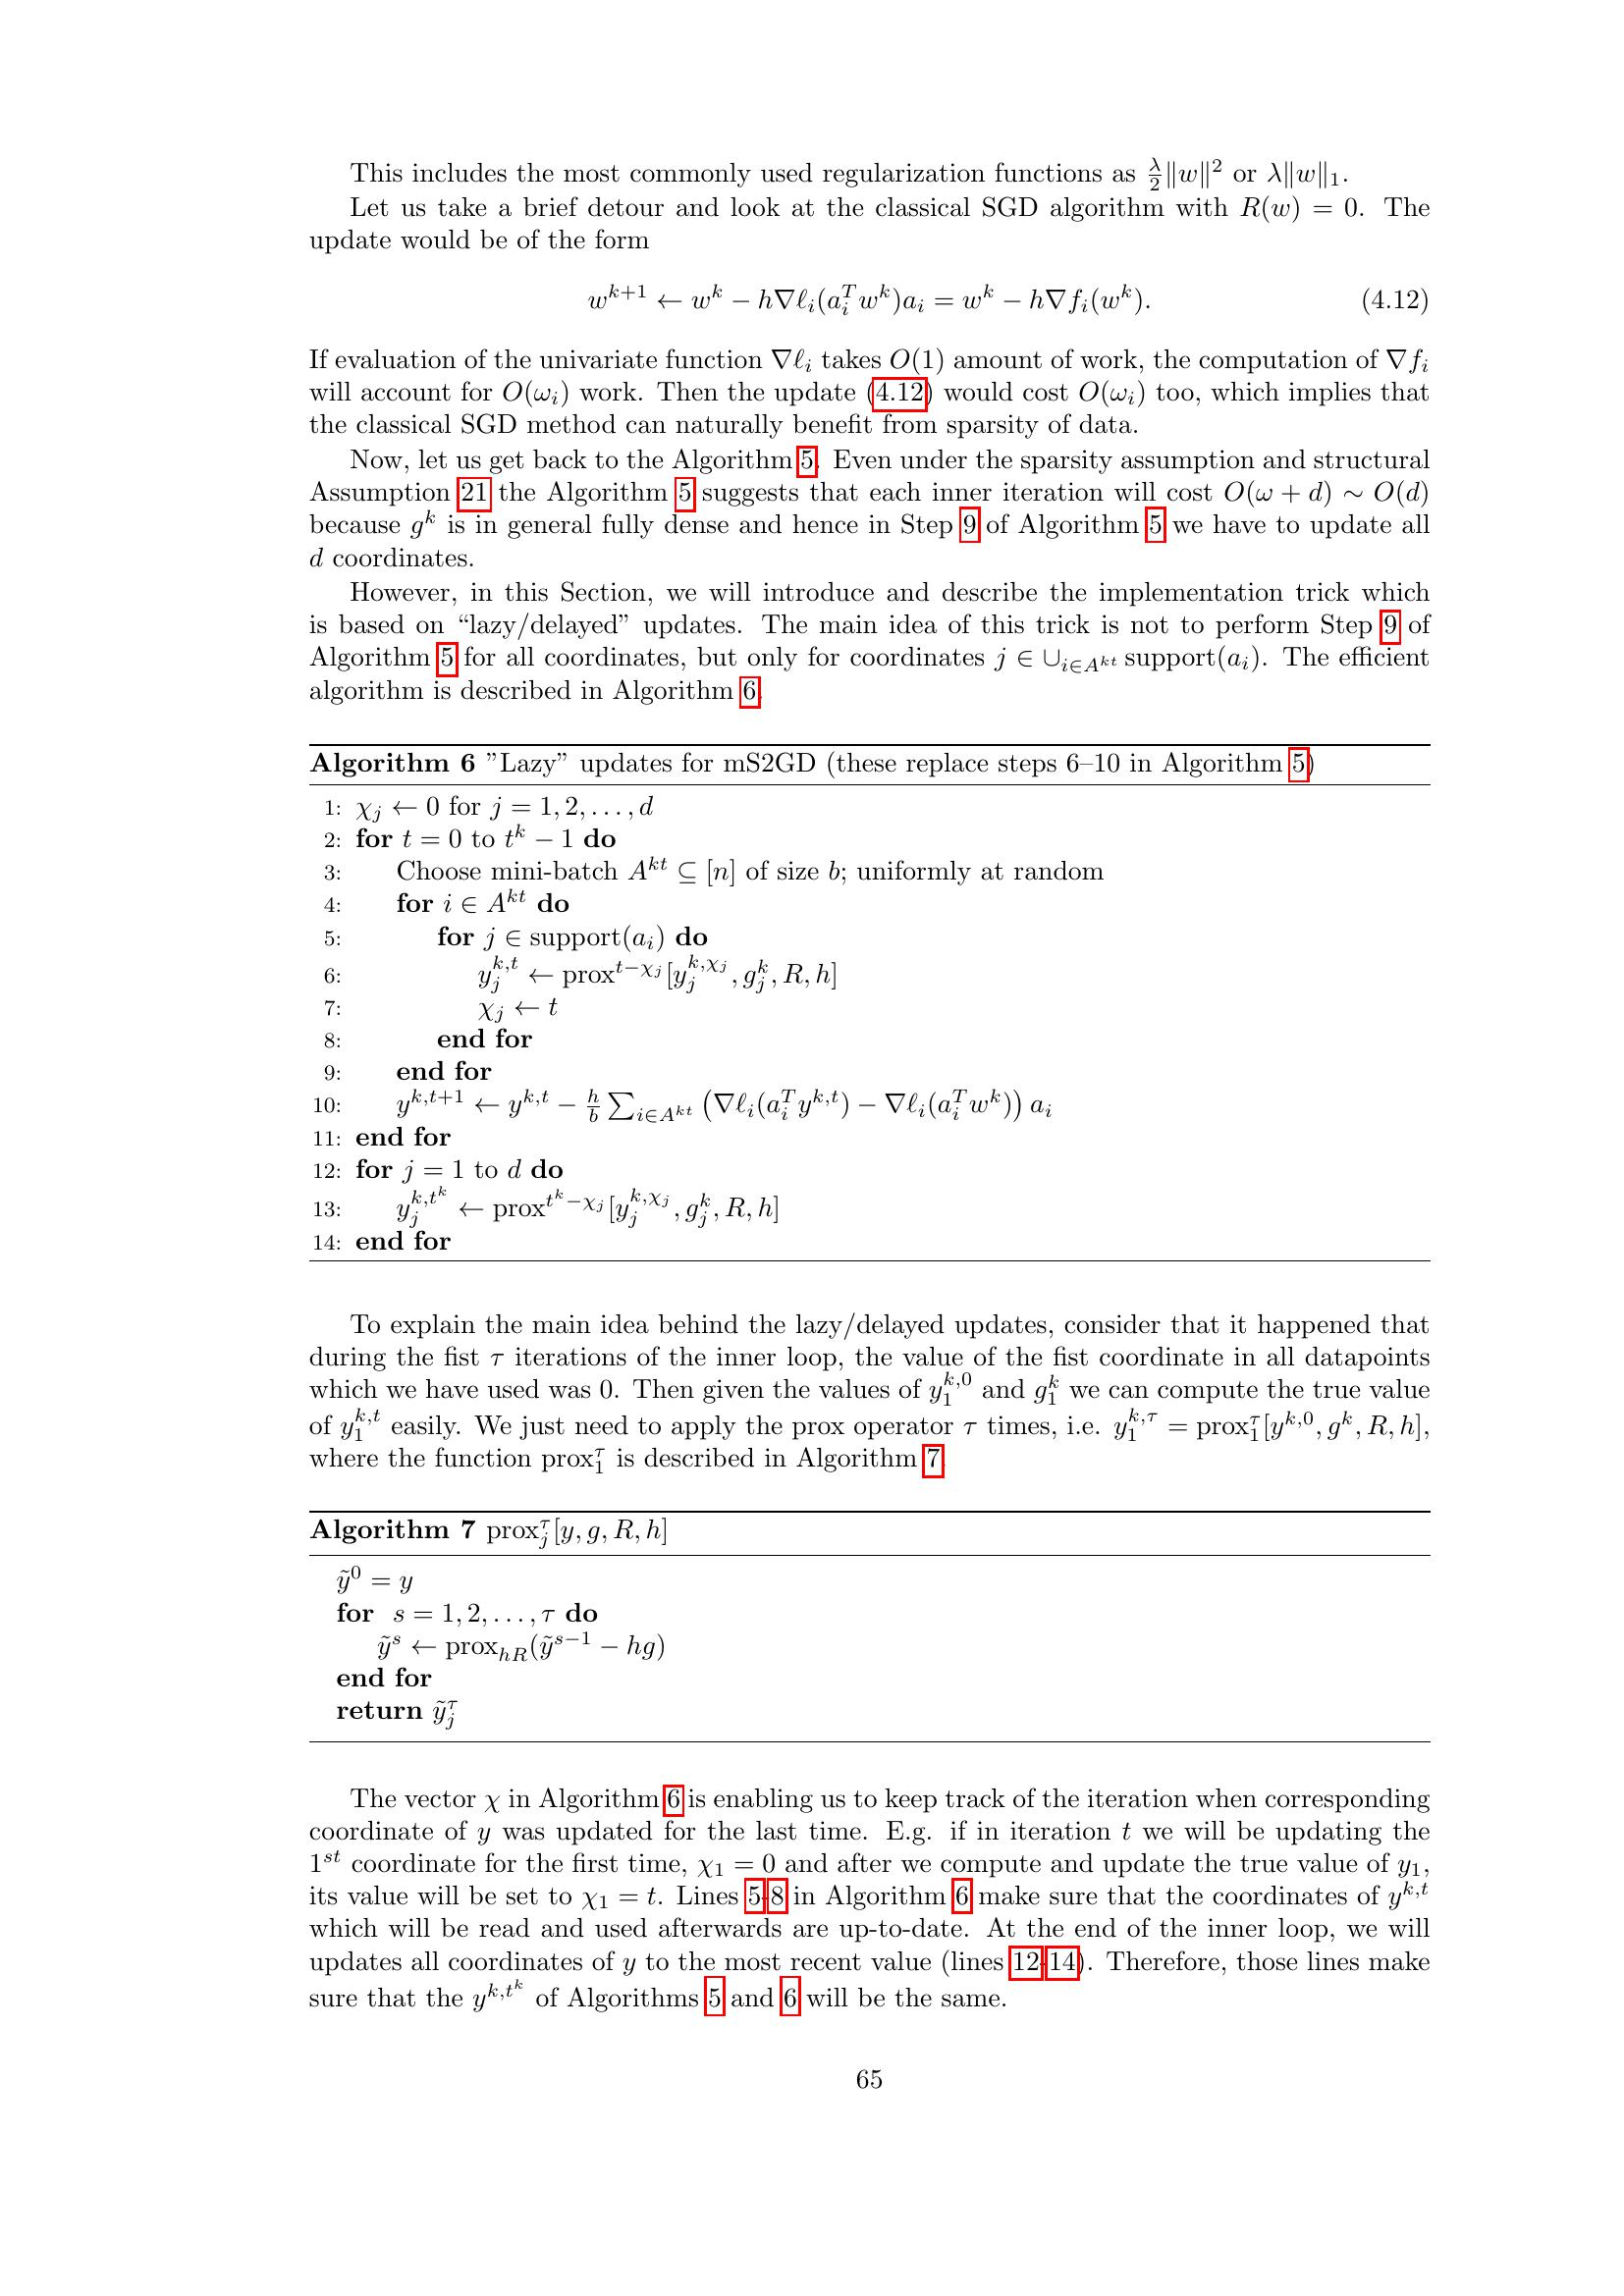 This includes the most commonly used regularization functions as $\frac{\lambda}{2}\|w\|^2$ or $\lambda\|w\|_1$.
Let us take a brief detour and look at the classical SGD algorithm with $R(w) = 0$. The
update would be of the form
$w^{k+1} \leftarrow w^k - h\nabla\ell_i(a_i^T w^k)a_i = w^k - h\nabla f_i(w^k).$ (4.12)
If evaluation of the univariate function $\nabla\ell_i$ takes $O(1)$ amount of work, the computation of $\nabla f_i$
will account for $O(\omega_i)$ work. Then the update (4.12) would cost $O(\omega_i)$ too, which implies that
the classical SGD method can naturally benefit from sparsity of data.
Now, let us get back to the Algorithm 5. Even under the sparsity assumption and structural
Assumption 21 the Algorithm 5 suggests that each inner iteration will cost $O(\omega + d) \sim O(d)$
because $g^k$ is in general fully dense and hence in Step 9 of Algorithm 5 we have to update all
$d$ coordinates.
However, in this Section, we will introduce and describe the implementation trick which
is based on “lazy/delayed” updates. The main idea of this trick is not to perform Step 9 of
Algorithm 5 for all coordinates, but only for coordinates $j \in \cup_{i \in A^{kt}} \text{support}(a_i)$. The efficient
algorithm is described in Algorithm 6.
Algorithm 6 ”Lazy” updates for mS2GD (these replace steps 6–10 in Algorithm 5)
1: $\chi_j \leftarrow 0$ for $j = 1, 2, \ldots, d$
2: for $t = 0$ to $t^k - 1$ do
3: Choose mini-batch $A^{kt} \subseteq [n]$ of size $b$; uniformly at random
4: for $i \in A^{kt}$ do
5: for $j \in \text{support}(a_i)$ do
6: $y_j^{k,t} \leftarrow \text{prox}^{t-\chi_j}[y_j^{k,\chi_j}, g_j^k, R, h]$
7: $\chi_j \leftarrow t$
8: end for
9: end for
10: $y^{k,t+1} \leftarrow y^{k,t} - \frac{h}{b}\sum_{i \in A^{kt}} \left(\nabla\ell_i(a_i^T y^{k,t}) - \nabla\ell_i(a_i^T w^k)\right) a_i$
11: end for
12: for $j = 1$ to $d$ do
13: $y_j^{k,t^k} \leftarrow \text{prox}^{t^k-\chi_j}[y_j^{k,\chi_j}, g_j^k, R, h]$
14: end for
To explain the main idea behind the lazy/delayed updates, consider that it happened that
during the fist $\tau$ iterations of the inner loop, the value of the fist coordinate in all datapoints
which we have used was 0. Then given the values of $y_1^{k,0}$ and $g_1^k$ we can compute the true value
of $y_1^{k,t}$ easily. We just need to apply the prox operator $\tau$ times, i.e. $y_1^{k,\tau} = \text{prox}_1^\tau[y^{k,0}, g^k, R, h]$,
where the function $\text{prox}_1^\tau$ is described in Algorithm 7.
Algorithm 7 $\text{prox}_j^\tau[y, g, R, h]$
$\tilde{y}^0 = y$
for $s = 1, 2, \ldots, \tau$ do
$\tilde{y}^s \leftarrow \text{prox}_{hR}(\tilde{y}^{s-1} - hg)$
end for
return $\tilde{y}_j^\tau$
The vector $\chi$ in Algorithm 6 is enabling us to keep track of the iteration when corresponding
coordinate of $y$ was updated for the last time. E.g. if in iteration $t$ we will be updating the
$1^{st}$ coordinate for the first time, $\chi_1 = 0$ and after we compute and update the true value of $y_1$,
its value will be set to $\chi_1 = t$. Lines 5-8 in Algorithm 6 make sure that the coordinates of $y^{k,t}$
which will be read and used afterwards are up-to-date. At the end of the inner loop, we will
updates all coordinates of $y$ to the most recent value (lines 12-14). Therefore, those lines make
sure that the $y^{k,t^k}$ of Algorithms 5 and 6 will be the same.
65